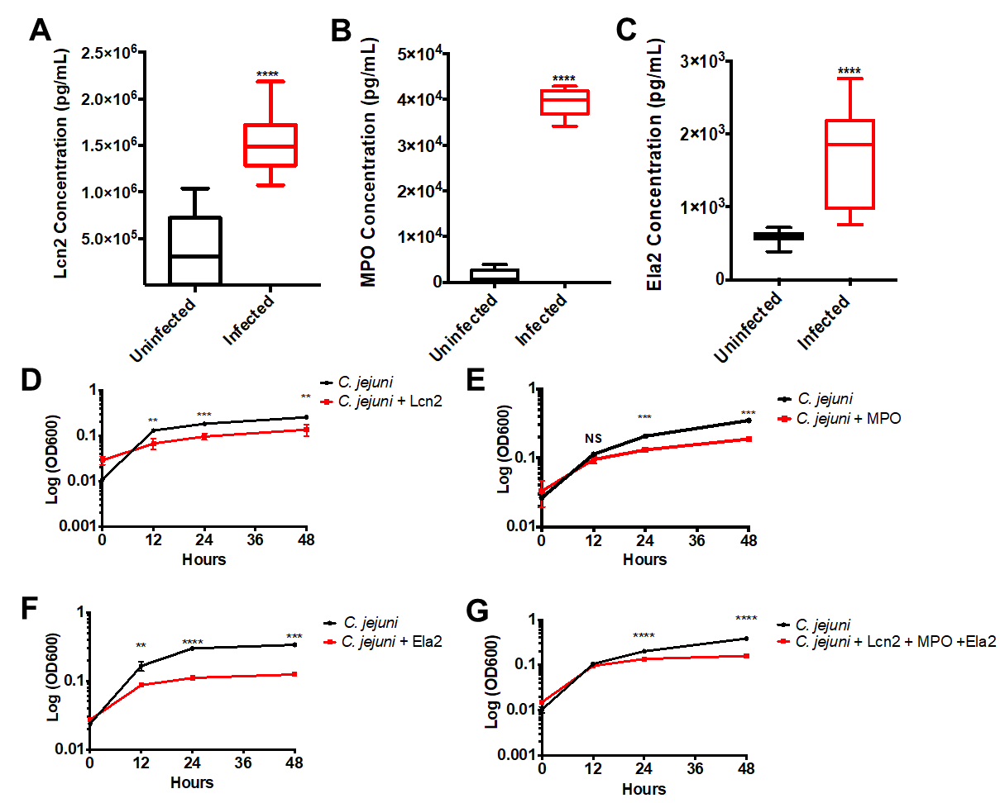 A
Lcn2 Concentration (pg/mL)
2.5×10⁶
2.0×10⁶
1.5×10⁶
1.0×10⁶
5.0×10⁵
****
Uninfected
Infected
B
MPO Concentration (pg/mL)
5×10⁴
4×10⁴
3×10⁴
2×10⁴
1×10⁴
0
****
Uninfected
Infected
C
Ela2 Concentration (pg/mL)
3×10³
2×10³
1×10³
0
****
Uninfected
Infected
D
Log (OD600)
1
0.1
0.01
0.001
** *** **
C. jejuni
C. jejuni + Lcn2
0 12 24 36 48
Hours
E
Log (OD600)
1
0.1
0.01
NS *** ***
C. jejuni
C. jejuni + MPO
0 12 24 36 48
Hours
F
Log (OD600)
1
0.1
0.01
** **** ***
C. jejuni
C. jejuni + Ela2
0 12 24 36 48
Hours
G
Log (OD600)
1
0.1
0.01
0.001
**** ****
C. jejuni
C. jejuni + Lcn2 + MPO +Ela2
0 12 24 36 48
Hours